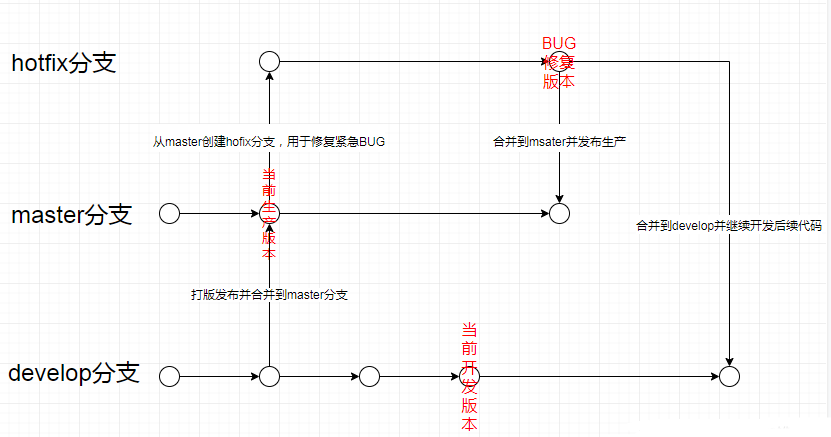 hotfix分支
BUG
修复
版本
从master创建hofix分支，用于修复紧急BUG
合并到msater并发布生产
master分支
当
前
生
产
版
本
合并到develop并继续开发后续代码
打版发布并合并到master分支
develop分支
当
前
开
发
版
本